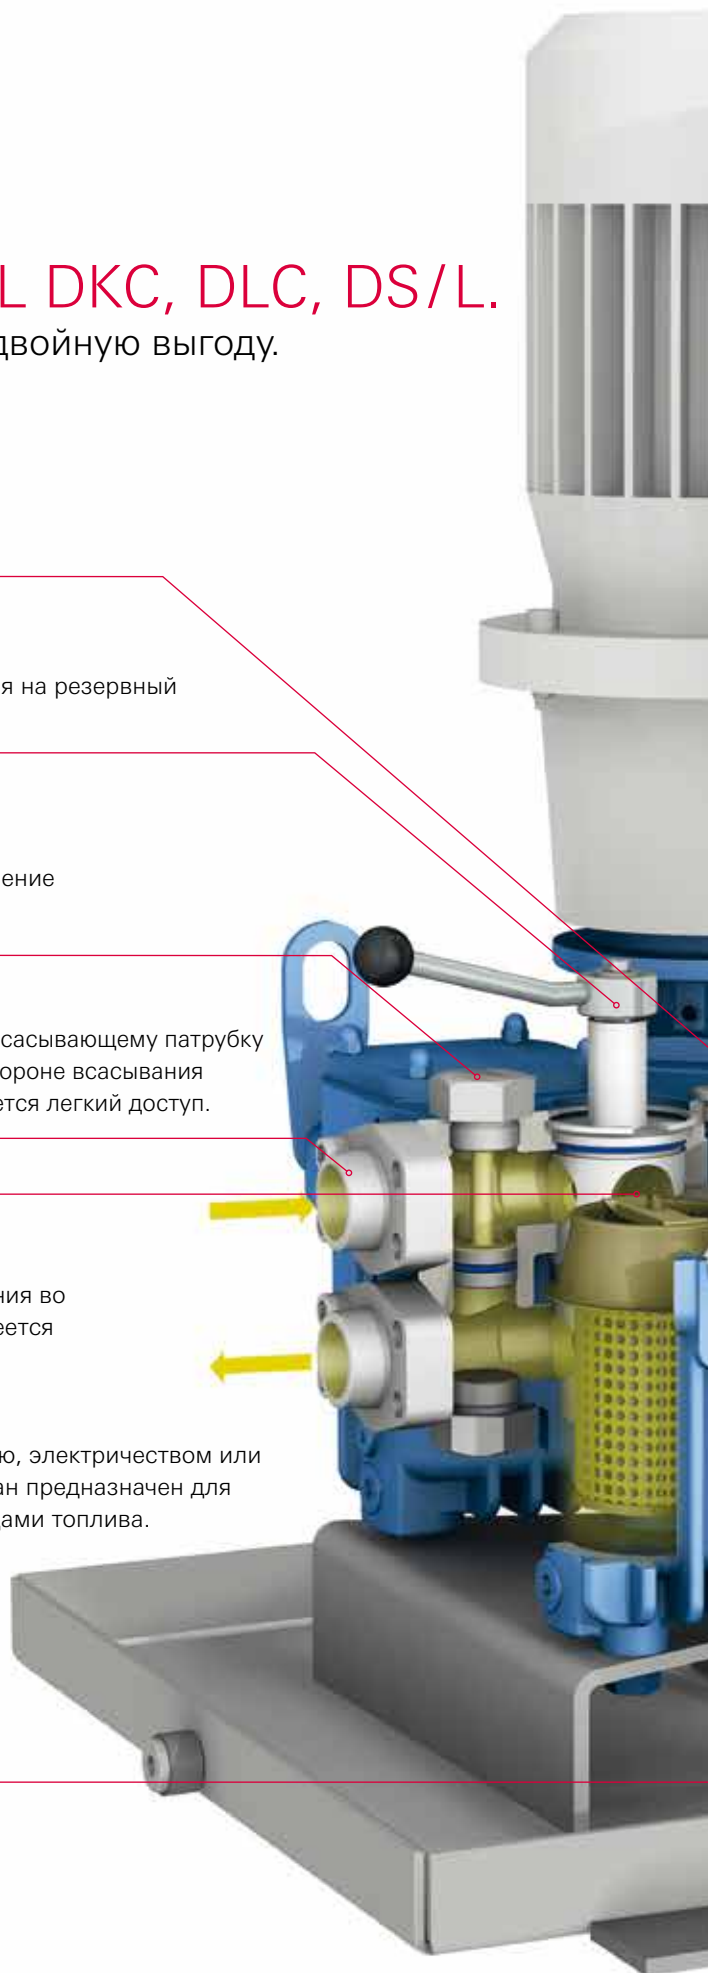 L DKC, DLC, DS/L.
двойную выгоду.
я на резервный
ение
сасывающему патрубку
ороне всасывания
ется легкий доступ.
ния во
еется
ю, электричеством или
ан предназначен для
дами топлива.